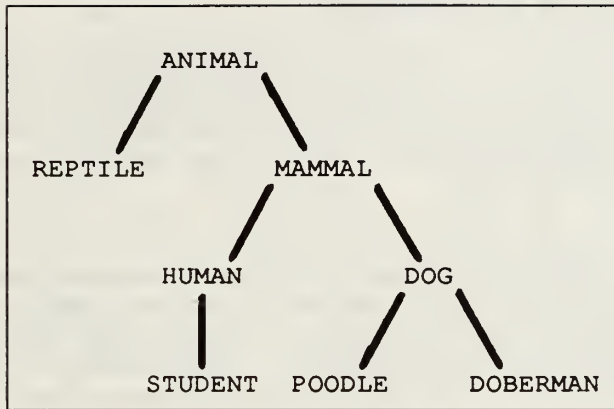 ANIMAL
REPTILE MAMMAL
HUMAN DOG
STUDENT POODLE DOBERMAN